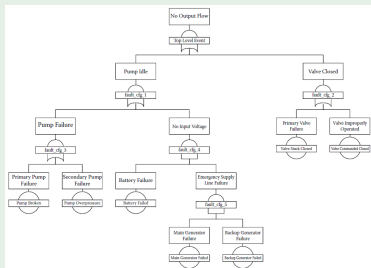 No Output Flow
Top Level Event
Pump Idle
Valve Closed
fault_cfg_1
fault_cfg_2
Pump Failure
No Input Voltage
Primary Valve
Failure
Valve Improperly
Operated
fault_cfg_3
fault_cfg_4
Valve Stuck Closed
Valve Commanded Closed
Primary Pump
Failure
Secondary Pump
Failure
Battery Failure
Emergency Supply
Line Failure
Pump Broken
Pump Overpressure
Battery Failed
fault_cfg_5
Main Generator
Failure
Backup Generator
Failure
Main Generator Failed
Backup Generator Failed